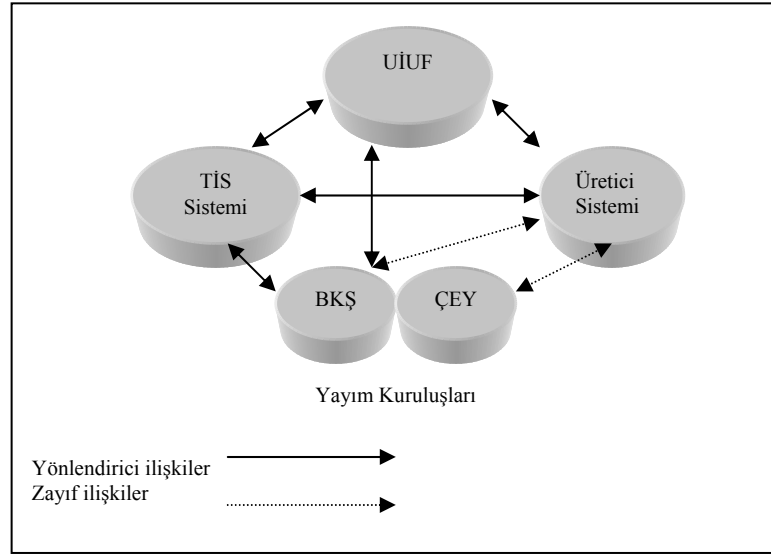 UİUF
TİS
Sistemi
Üretici
Sistemi
BKŞ
ÇEY
Yayım Kuruluşları
Yönlendirici ilişkiler
Zayıf ilişkiler